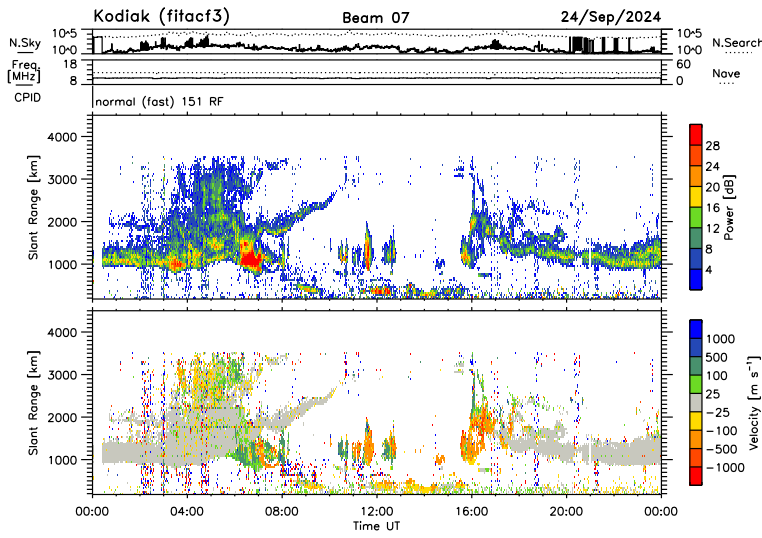 Kodiak (fitacf3) Beam 07 24/Sep/2024
N.Sky 10^5 10^0 10^5 10^0 N.Search
Freq. [MHz] 18 8 60 0 Nave
CPID normal (fast) 151 RF
Slant Range [km] 4000 3000 2000 1000
Power [dB] 28 24 20 16 12 8 4
Slant Range [km] 4000 3000 2000 1000
Velocity [m s⁻¹] 1000 500 100 25 −25 −100 −500 −1000
00:00 04:00 08:00 12:00 16:00 20:00 00:00
Time UT